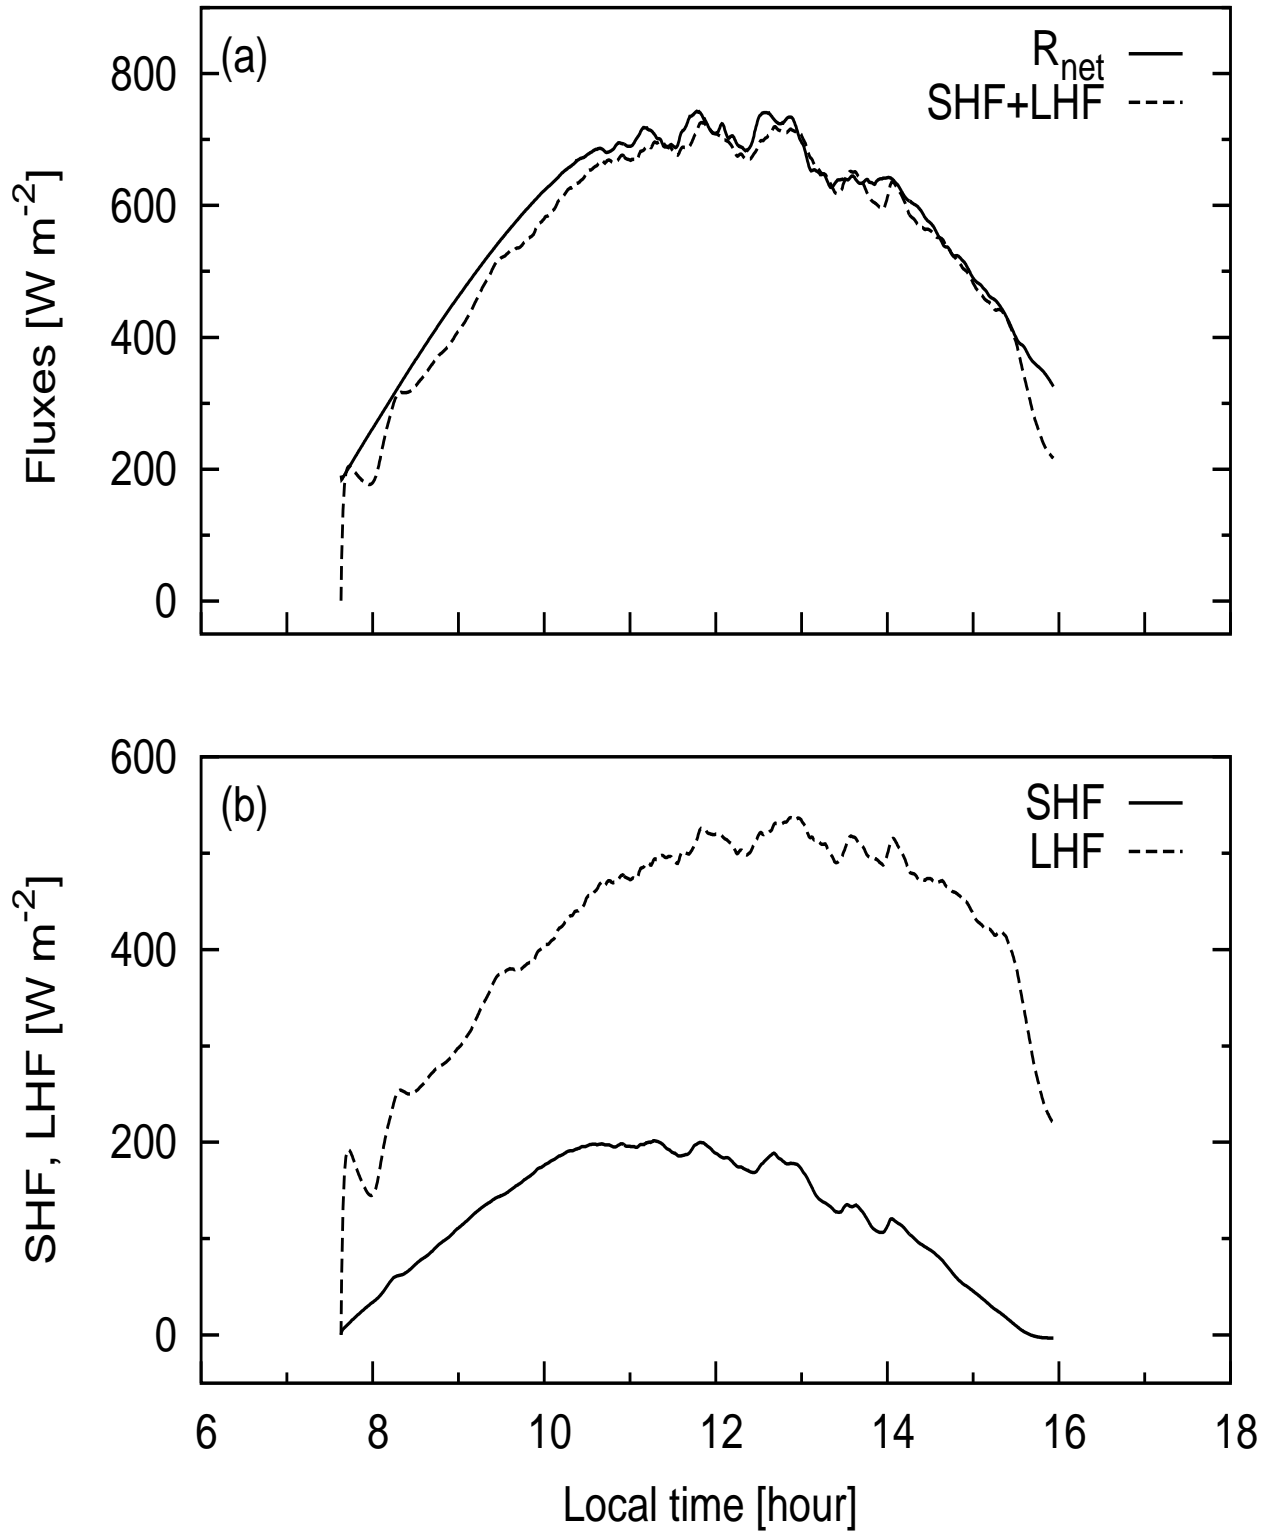 (a)
R_net
SHF+LHF
800
600
400
200
0
Fluxes [W m^-2]
(b)
SHF
LHF
600
400
200
0
SHF, LHF [W m^-2]
6 8 10 12 14 16 18
Local time [hour]